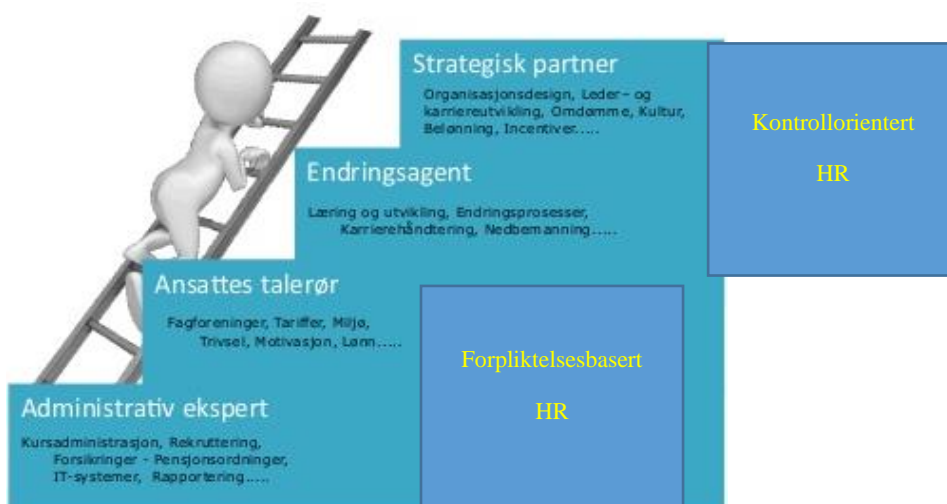 Strategisk partner
Organisasjonsdesign, Leder- og
karriereutvikling, Omdømme, Kultur,
Belønning, Incentiver.....
Kontrollorientert
HR
Endringsagent
Læring og utvikling, Endringsprosesser,
Karrierehåndtering, Nedbemanning.....
Ansattes talerør
Fagforeninger, Tariffer, Miljø,
Trivsel, Motivasjon, Lønn.....
Forpliktelsesbasert
HR
Administrativ ekspert
Kursadministrasjon, Rekruttering,
Forsikringer - Pensjonsordninger,
IT-systemer, Rapportering.....